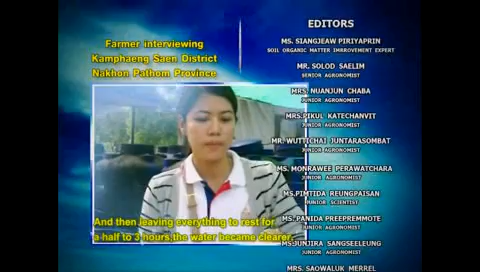 Farmer interviewing
Kamphaeng Saen District
Nakhon Pathom Province
And then leaving everything to rest for
a half to 3 hours,the water became clearer.
EDITORS
MS. SIANGJEAW PIRIYAPRIN
SOIL ORGANIC MATTER IMRROVEMENT EXPERT
MR. SOLOD SAELIM
SENIOR AGRONOMIST
MRS. NUANJUN CHABA
JUNIOR AGRONOMIST
MRS.PIKUL KATECHANVIT
JUNIOR AGRONOMIST
MR. WUTTICHAI JUNTARASOMBAT
JUNIOR AGRONOMIST
MS. MONRAWEE PERAWATCHARA
JUNIOR AGRONOMIST
MS.PIMTIDA REUNGPAISAN
JUNIOR SCIENTIST
MS.PANIDA PREEPREMMOTE
JUNIOR AGRONOMIST
MS.JUNJIRA SANGSEELEUNG
JUNIOR AGRONOMIST
MRS.SAOWALUK MERREL